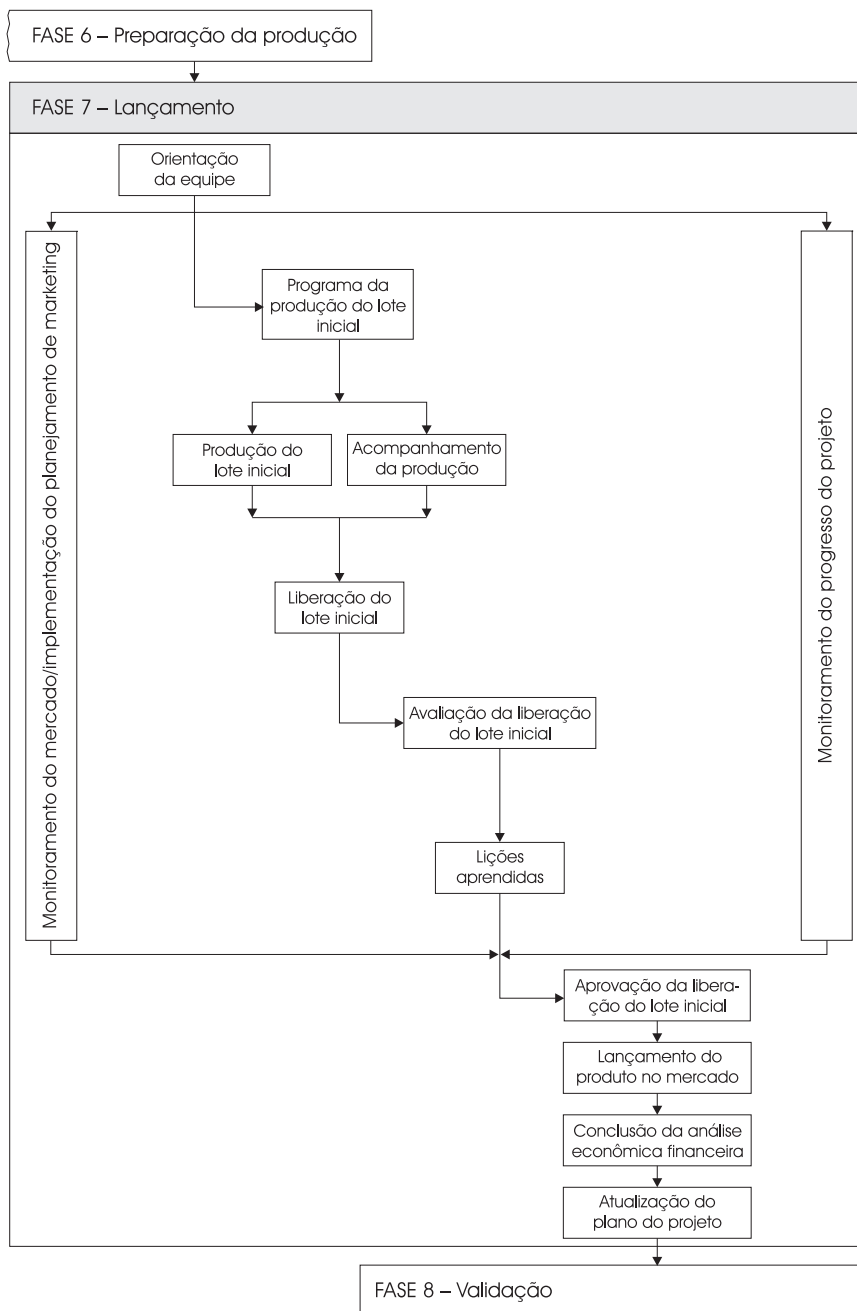 FASE 6 – Preparação da produção
FASE 7 – Lançamento
Orientação
da equipe
Monitoramento do mercado/implementação do planejamento de marketing
Programa da
produção do lote
inicial
Produção do
lote inicial
Acompanhamento
da produção
Liberação do
lote inicial
Avaliação da liberação
do lote inicial
Lições
aprendidas
Monitoramento do progresso do projeto
Aprovação da libera-
ção do lote inicial
Lançamento do
produto no mercado
Conclusão da análise
econômica financeira
Atualização do
plano do projeto
FASE 8 – Validação